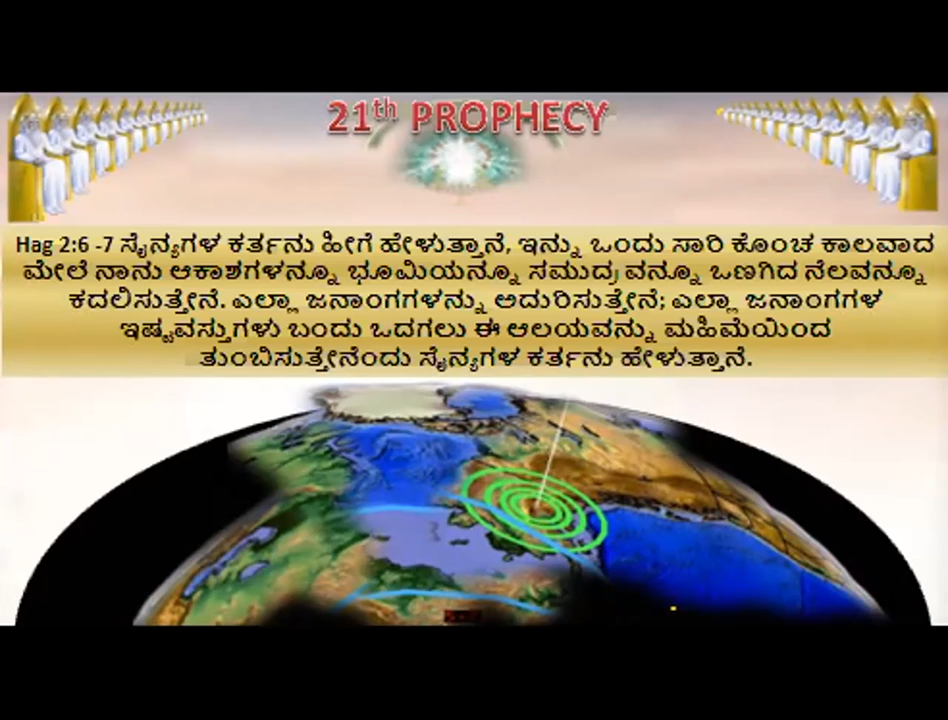 21th PROPHECY
Hag 2:6 -7 ಸೈನ್ಯಗಳ ಕರ್ತನು ಹೀಗೆ ಹೇಳುತ್ತಾನೆ, ಇನ್ನು ಒಂದು ಸಾರಿ ಕೊಂಚ ಕಾಲವಾದ
ಮೇಲೆ ನಾನು ಆಕಾಶಗಳನ್ನೂ ಭೂಮಿಯನ್ನೂ ಸಮುದ್ರ ವನ್ನೂ ಒಣಗಿದ ನೆಲವನ್ನೂ
ಕದಲಿಸುತ್ತೇನೆ. ಎಲ್ಲಾ ಜನಾಂಗಗಳನ್ನು ಅದುರಿಸುತ್ತೇನೆ; ಎಲ್ಲಾ ಜನಾಂಗಗಳ
ಇಷ್ಟವಸ್ತುಗಳು ಬಂದು ಒದಗಲು ಈ ಆಲಯವನ್ನು ಮಹಿಮೆಯಿಂದ
ತುಂಬಿಸುತ್ತೇನೆಂದು ಸೈನ್ಯಗಳ ಕರ್ತನು ಹೇಳುತ್ತಾನೆ.